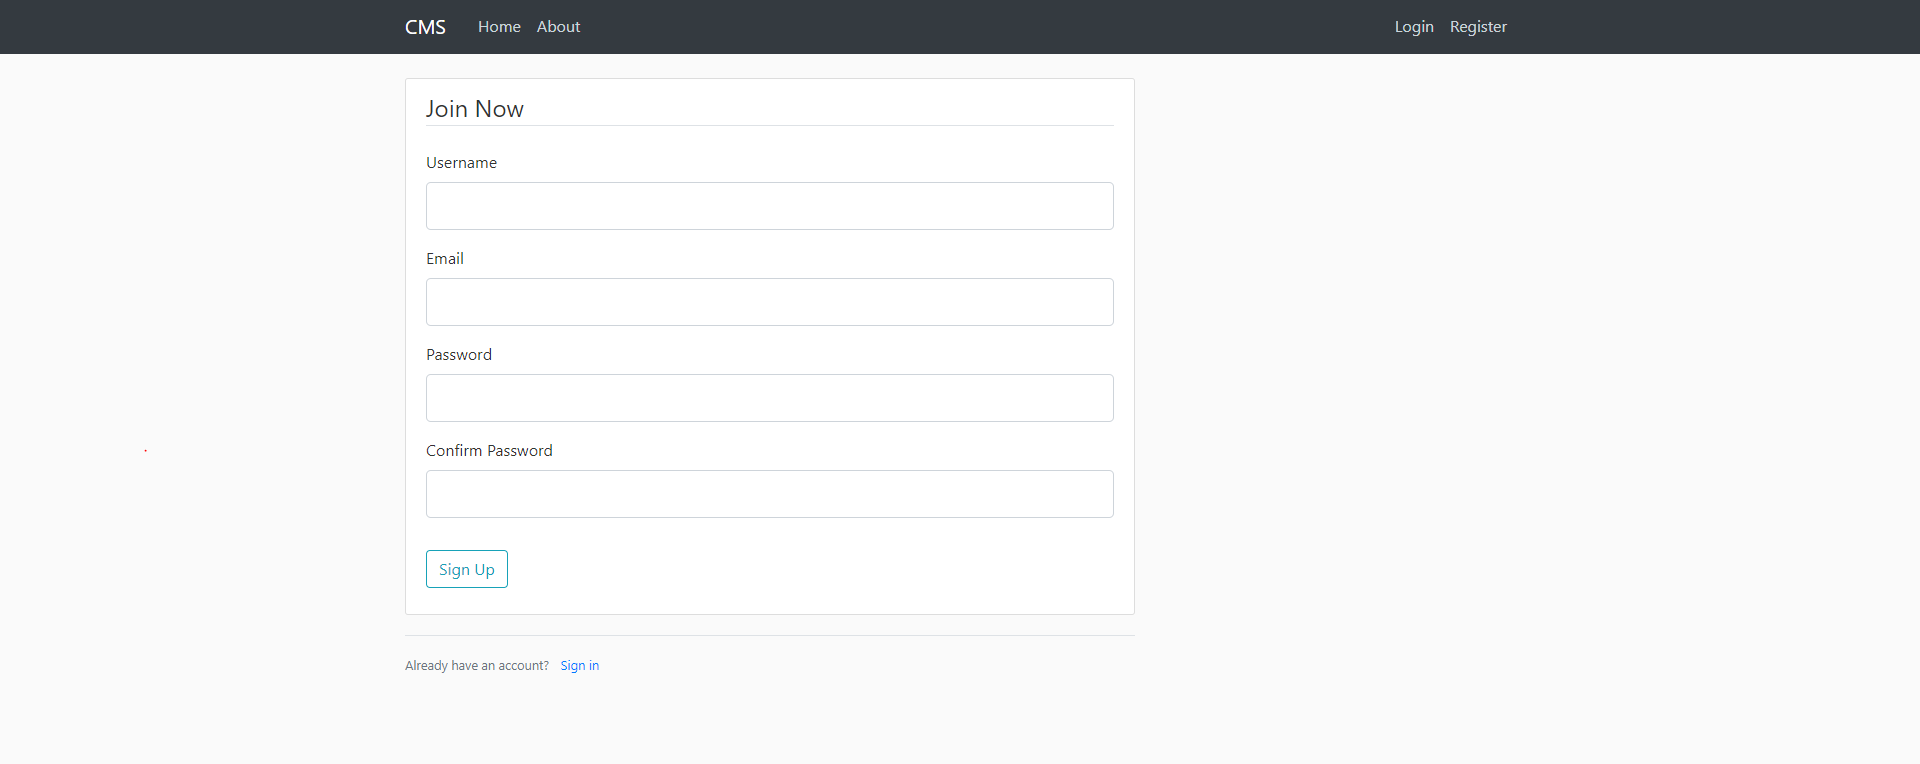 CMS Home About Login Register
Join Now
Username
Email
Password
Confirm Password
Sign Up
Already have an account? Sign in